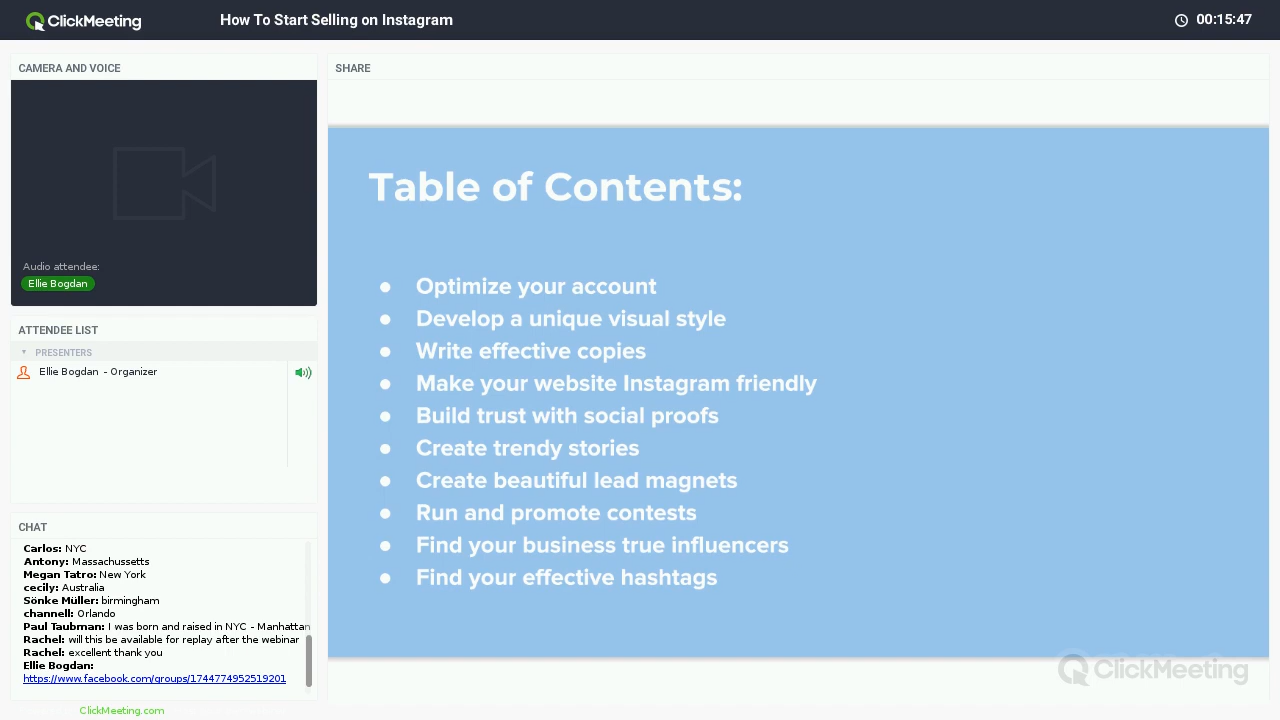 ClickMeeting
How To Start Selling on Instagram
00:15:47
CAMERA AND VOICE
Audio attendee:
Ellie Bogdan
ATTENDEE LIST
PRESENTERS
Ellie Bogdan - Organizer
CHAT
Carlos: NYC
Antony: Massachussetts
Megan Tatro: New York
cecily: Australia
Sönke Müller: birmingham
channell: Orlando
Paul Taubman: I was born and raised in NYC - Manhattan
Rachel: will this be available for replay after the webinar
Rachel: excellent thank you
Ellie Bogdan:
https://www.facebook.com/groups/1744774952519201
ClickMeeting.com
SHARE
Table of Contents:
● Optimize your account
● Develop a unique visual style
● Write effective copies
● Make your website Instagram friendly
● Build trust with social proofs
● Create trendy stories
● Create beautiful lead magnets
● Run and promote contests
● Find your business true influencers
● Find your effective hashtags
ClickMeeting